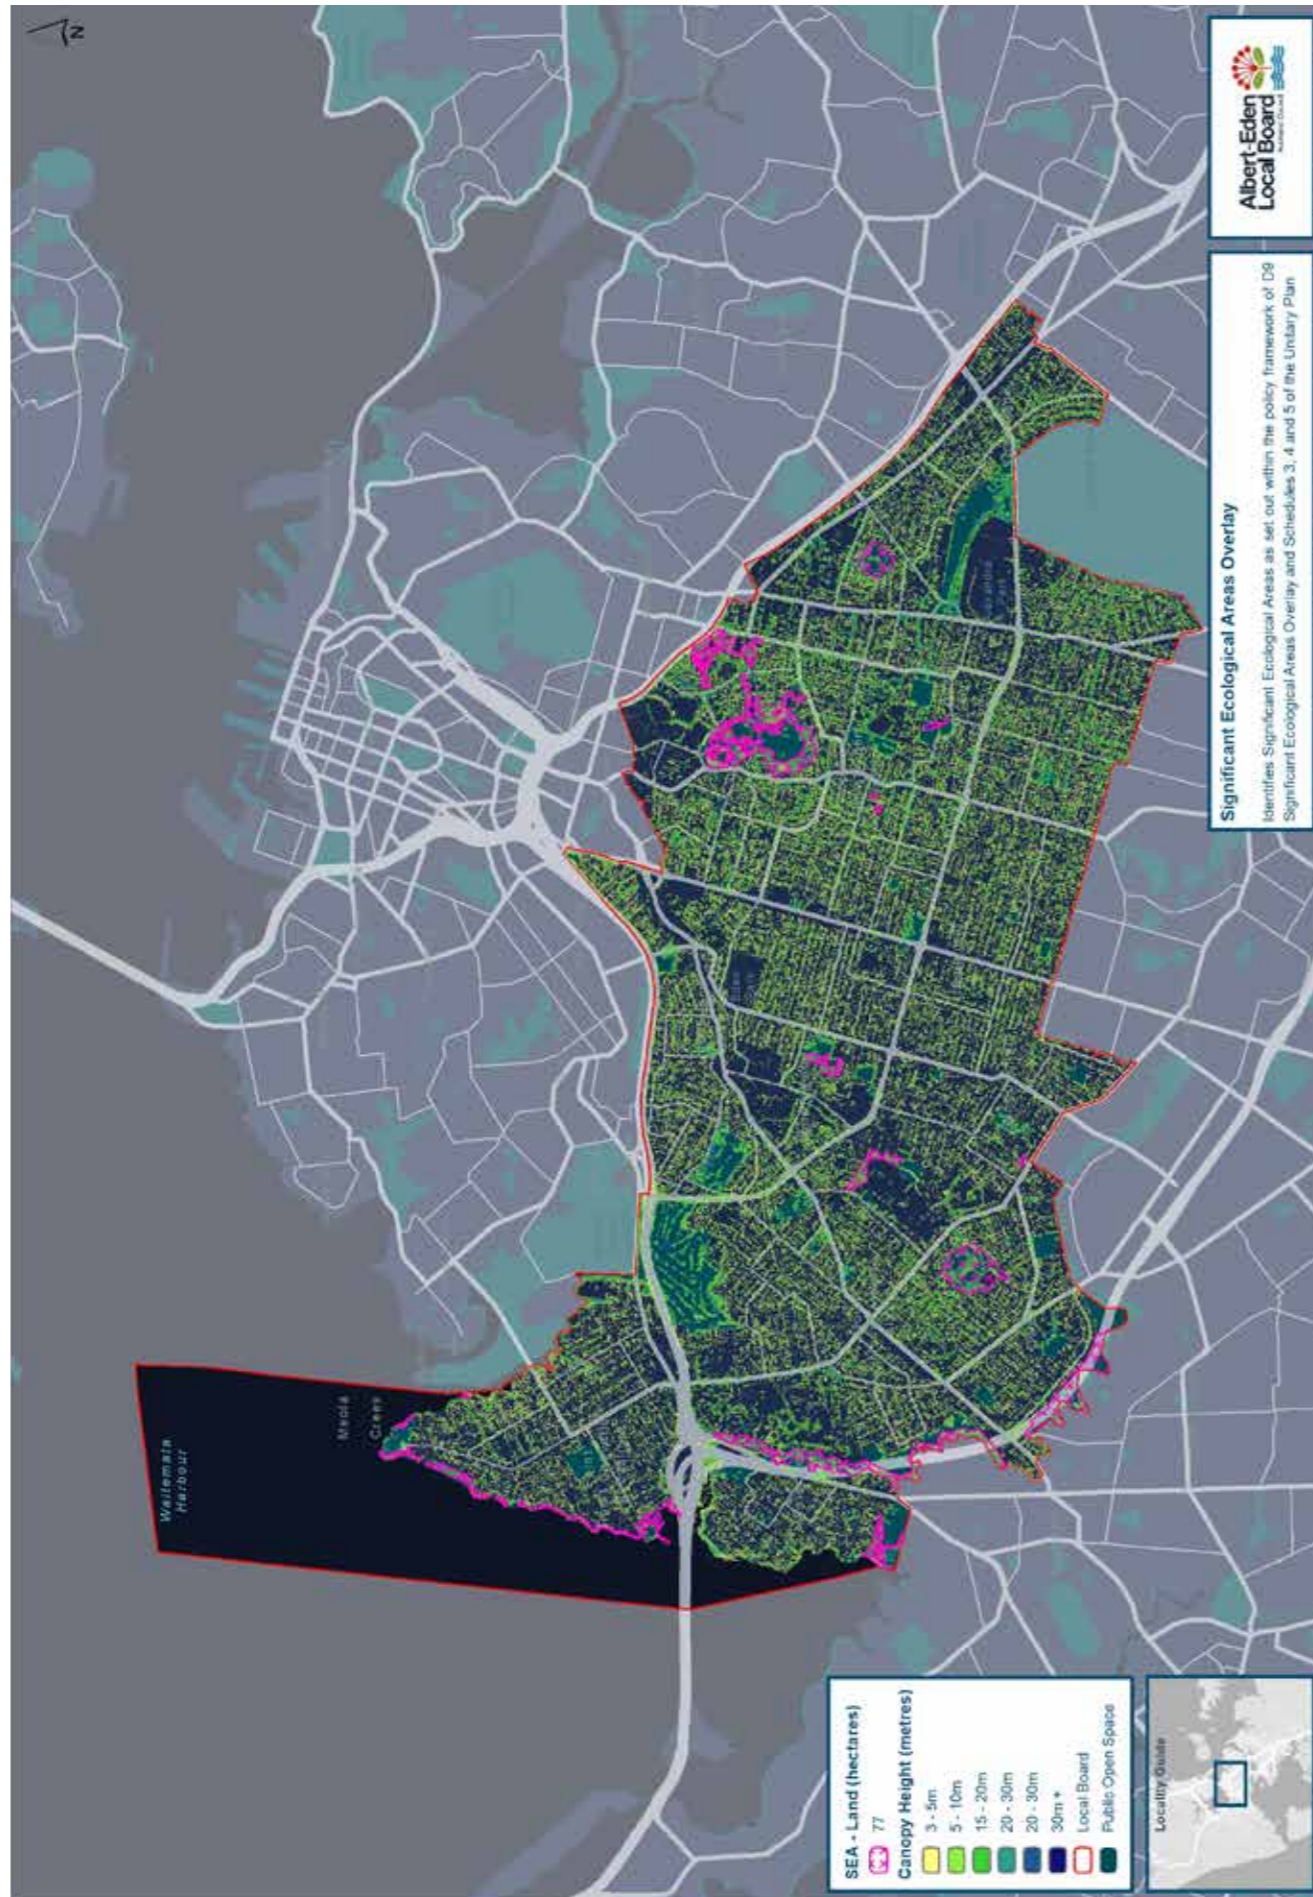 N
Waitemata
Harbour
Meola
Creek
SEA - Land (hectares)
77
Canopy Height (metres)
3 - 5m
5 - 10m
15 - 20m
20 - 30m
20 - 30m
30m +
Local Board
Public Open Space
Locality Guide
Significant Ecological Areas Overlay
Identifies Significant Ecological Areas as set out within the policy framework of D9
Significant Ecological Areas Overlay and Schedules 3, 4 and 5 of the Unitary Plan
Albert-Eden
Local Board
Auckland Council